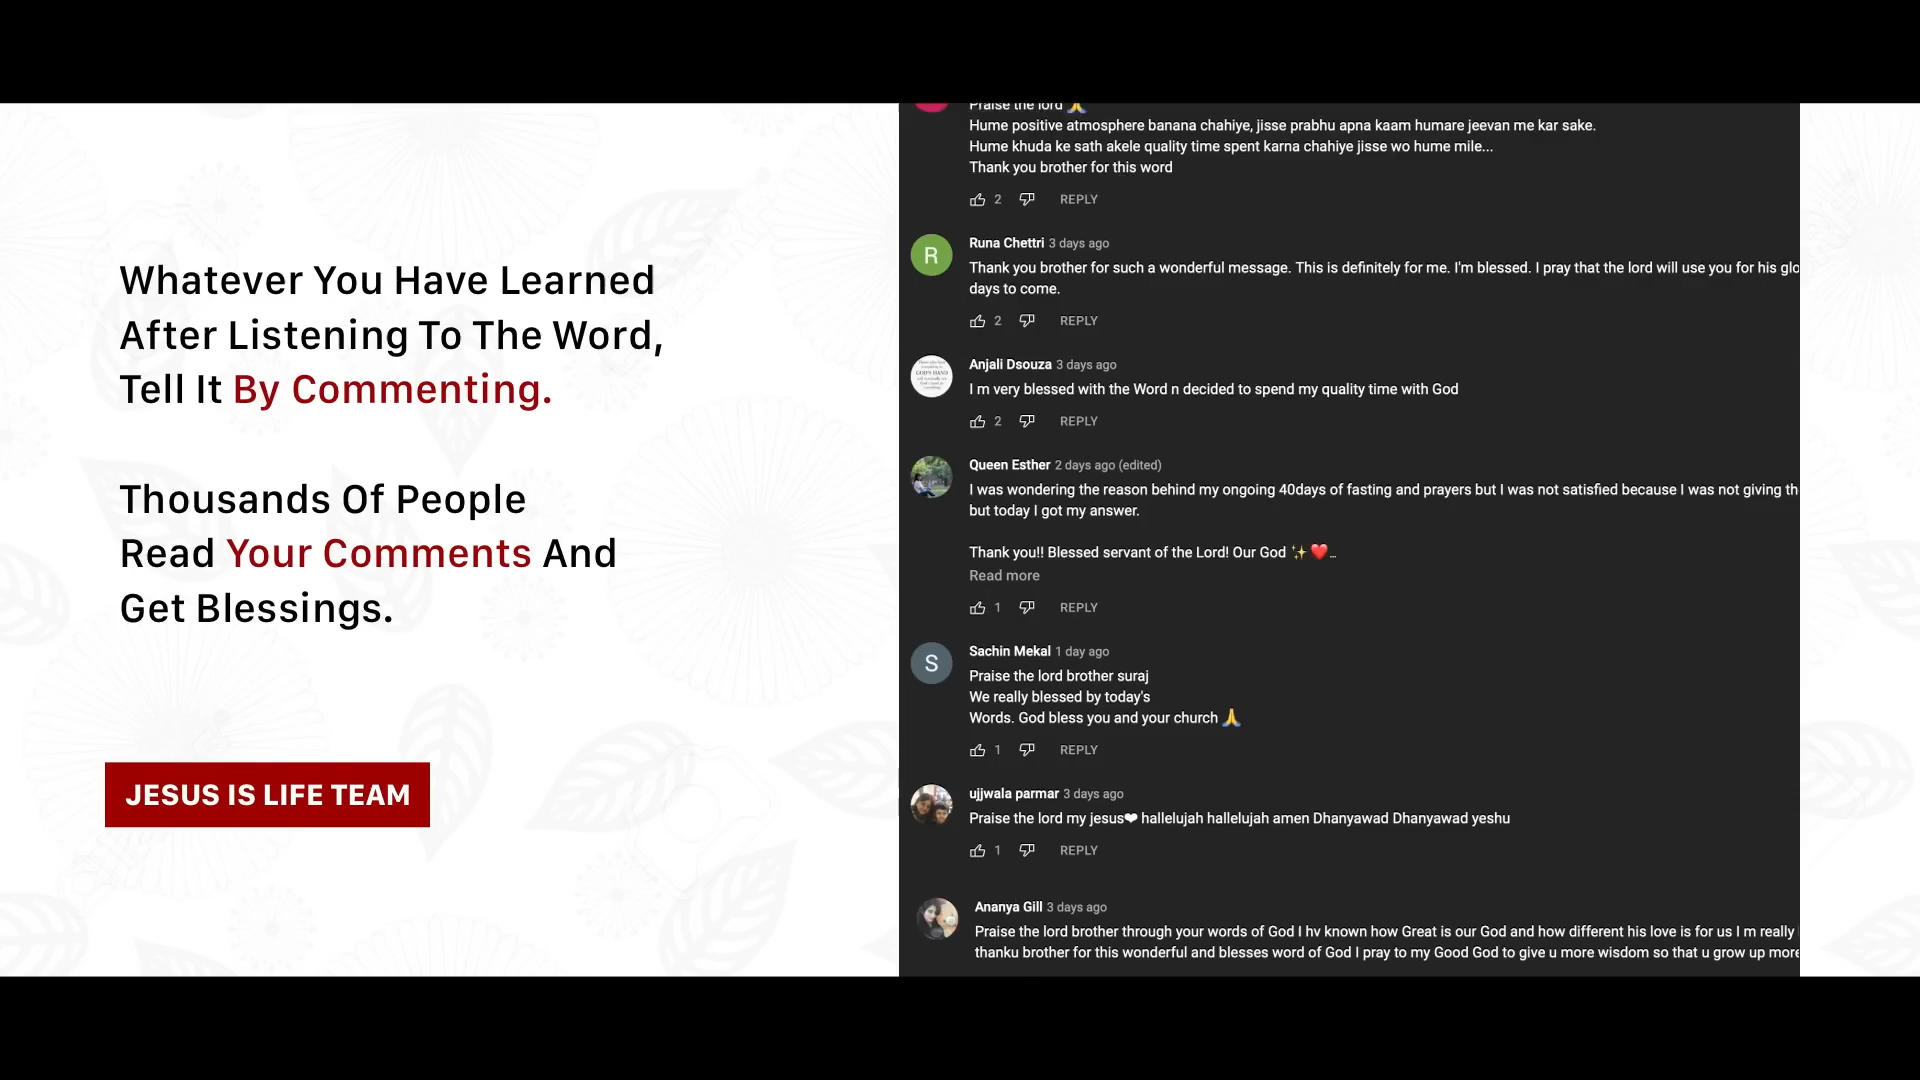 Whatever You Have Learned
After Listening To The Word,
Tell It By Commenting.
Thousands Of People
Read Your Comments And
Get Blessings.
JESUS IS LIFE TEAM
Praise the lord 🙏
Hume positive atmosphere banana chahiye, jisse prabhu apna kaam humare jeevan me kar sake.
Hume khuda ke sath akele quality time spent karna chahiye jisse wo hume mile...
Thank you brother for this word
2 REPLY
R
Runa Chettri 3 days ago
Thank you brother for such a wonderful message. This is definitely for me. I'm blessed. I pray that the lord will use you for his glo
days to come.
2 REPLY
Anjali Dsouza 3 days ago
I m very blessed with the Word n decided to spend my quality time with God
2 REPLY
Queen Esther 2 days ago (edited)
I was wondering the reason behind my ongoing 40days of fasting and prayers but I was not satisfied because I was not giving th
but today I got my answer.
Thank you!! Blessed servant of the Lord! Our God ✨❤️...
Read more
1 REPLY
S
Sachin Mekal 1 day ago
Praise the lord brother suraj
We really blessed by today's
Words. God bless you and your church 🙏
1 REPLY
ujjwala parmar 3 days ago
Praise the lord my jesus❤ hallelujah hallelujah amen Dhanyawad Dhanyawad yeshu
1 REPLY
Ananya Gill 3 days ago
Praise the lord brother through your words of God I hv known how Great is our God and how different his love is for us I m really
thanku brother for this wonderful and blesses word of God I pray to my Good God to give u more wisdom so that u grow up more